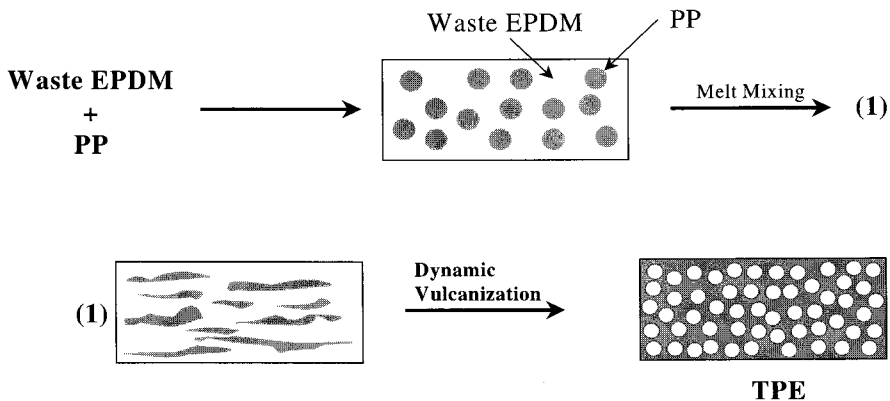 Waste EPDM
PP
Waste EPDM
+
PP
Melt Mixing
(1)
(1)
Dynamic
Vulcanization
TPE